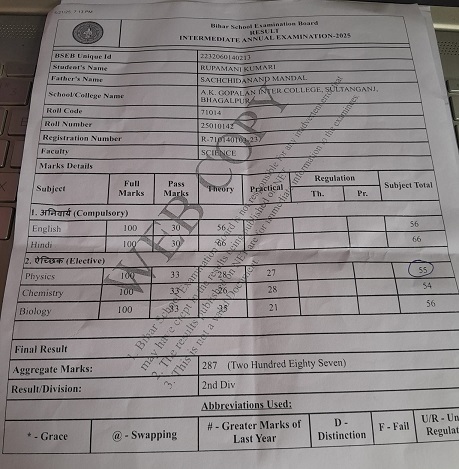 Bihar School Examination Board
RESULT
INTERMEDIATE ANNUAL EXAMINATION-2025
BSEB Unique Id 2232060140213
Student's Name RUPAMANI KUMARI
Father's Name SACHCHIDANAND MANDAL
School/College Name A.K. GOPALAN INTER COLLEGE, SULTANGANJ, BHAGALPUR
Roll Code 71014
Roll Number 25010142
Registration Number R-710140163-23
Faculty SCIENCE
Marks Details
Subject Full Marks Pass Marks Theory Practical Regulation Th. Pr. Subject Total
1. अनिवार्य (Compulsory)
English 100 30 56 56
Hindi 100 30 66 66
2. ऐच्छिक (Elective)
Physics 100 33 28 27 55
Chemistry 100 33 26 28 54
Biology 100 33 35 21 56
Final Result
Aggregate Marks: 287 (Two Hundred Eighty Seven)
Result/Division: 2nd Div
Abbreviations Used:
* - Grace @ - Swapping # - Greater Marks of Last Year D - Distinction F - Fail U/R - Un Regulat
WEB COPY